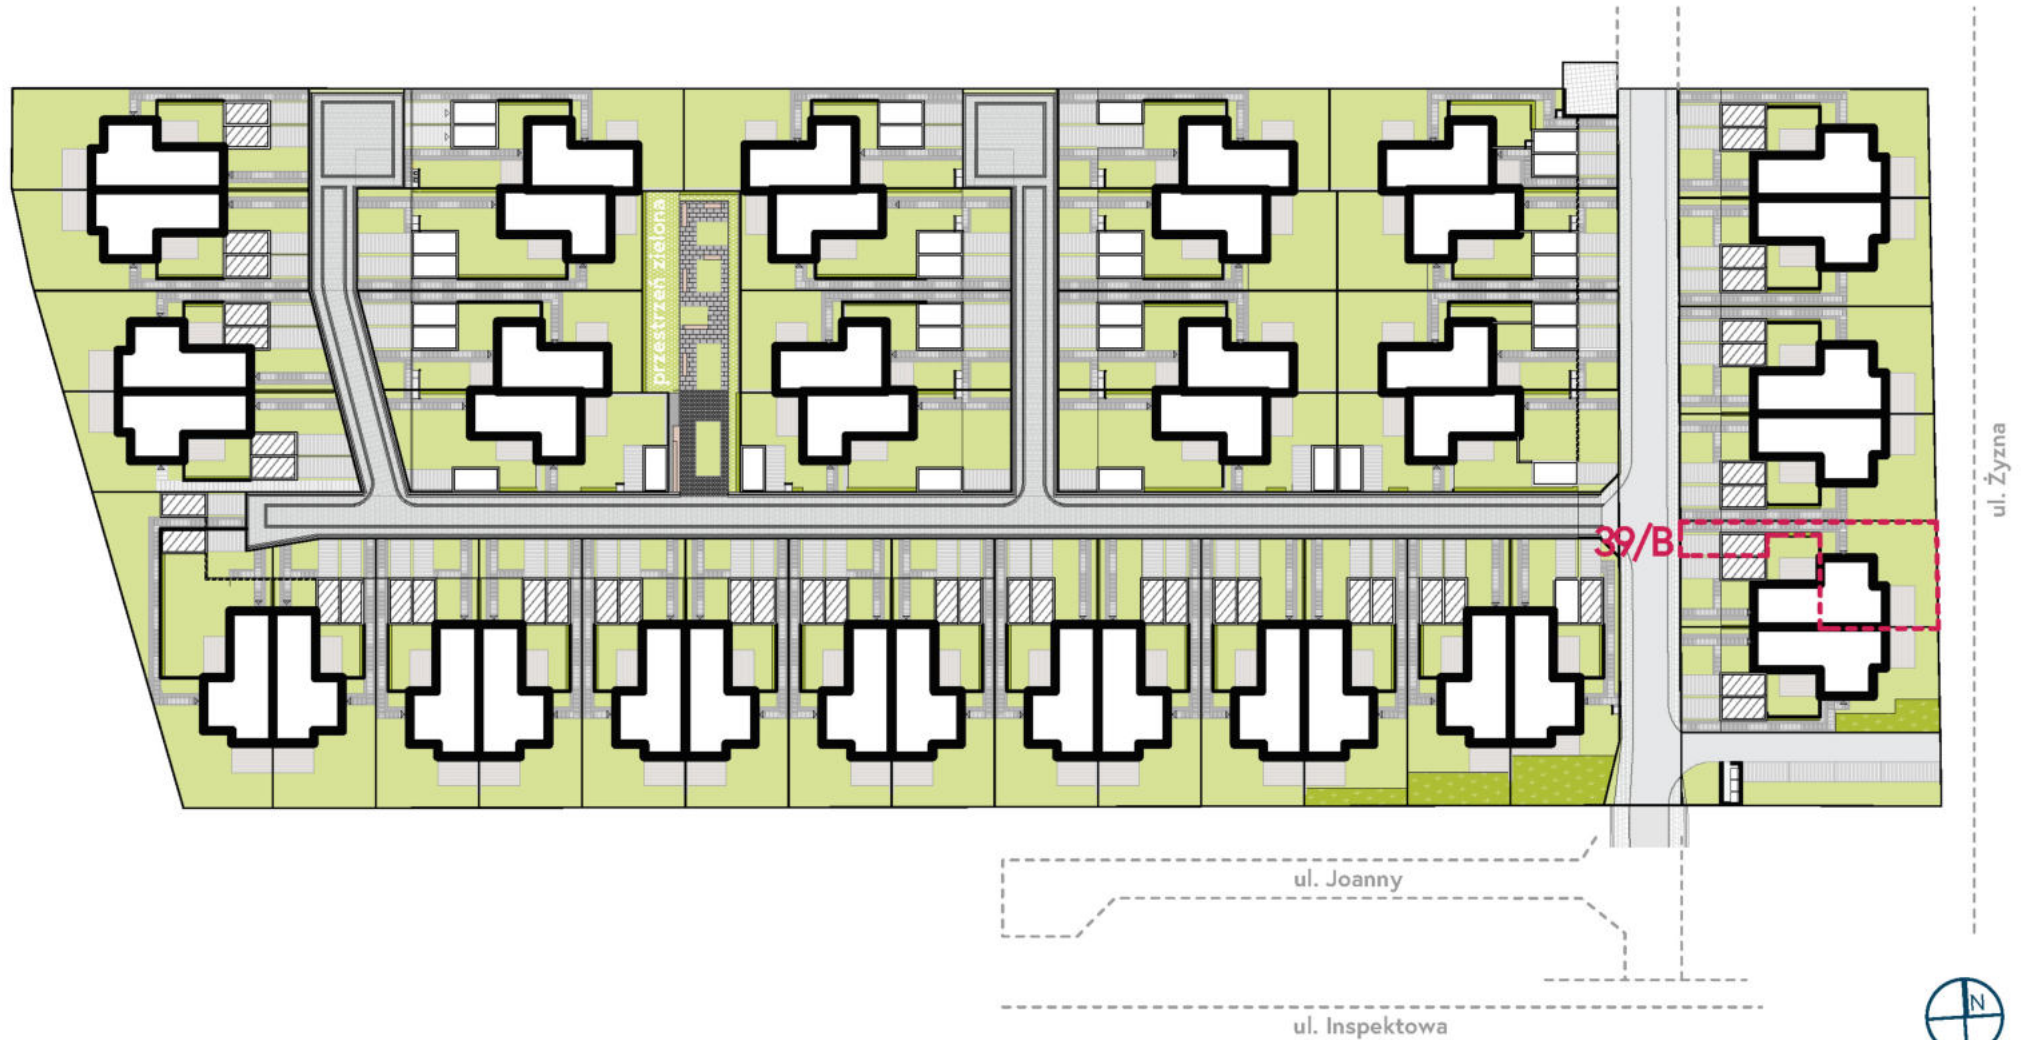 przestrzeń zielona
39/B
ul. Żyzna
ul. Joanny
ul. Inspektowa
N